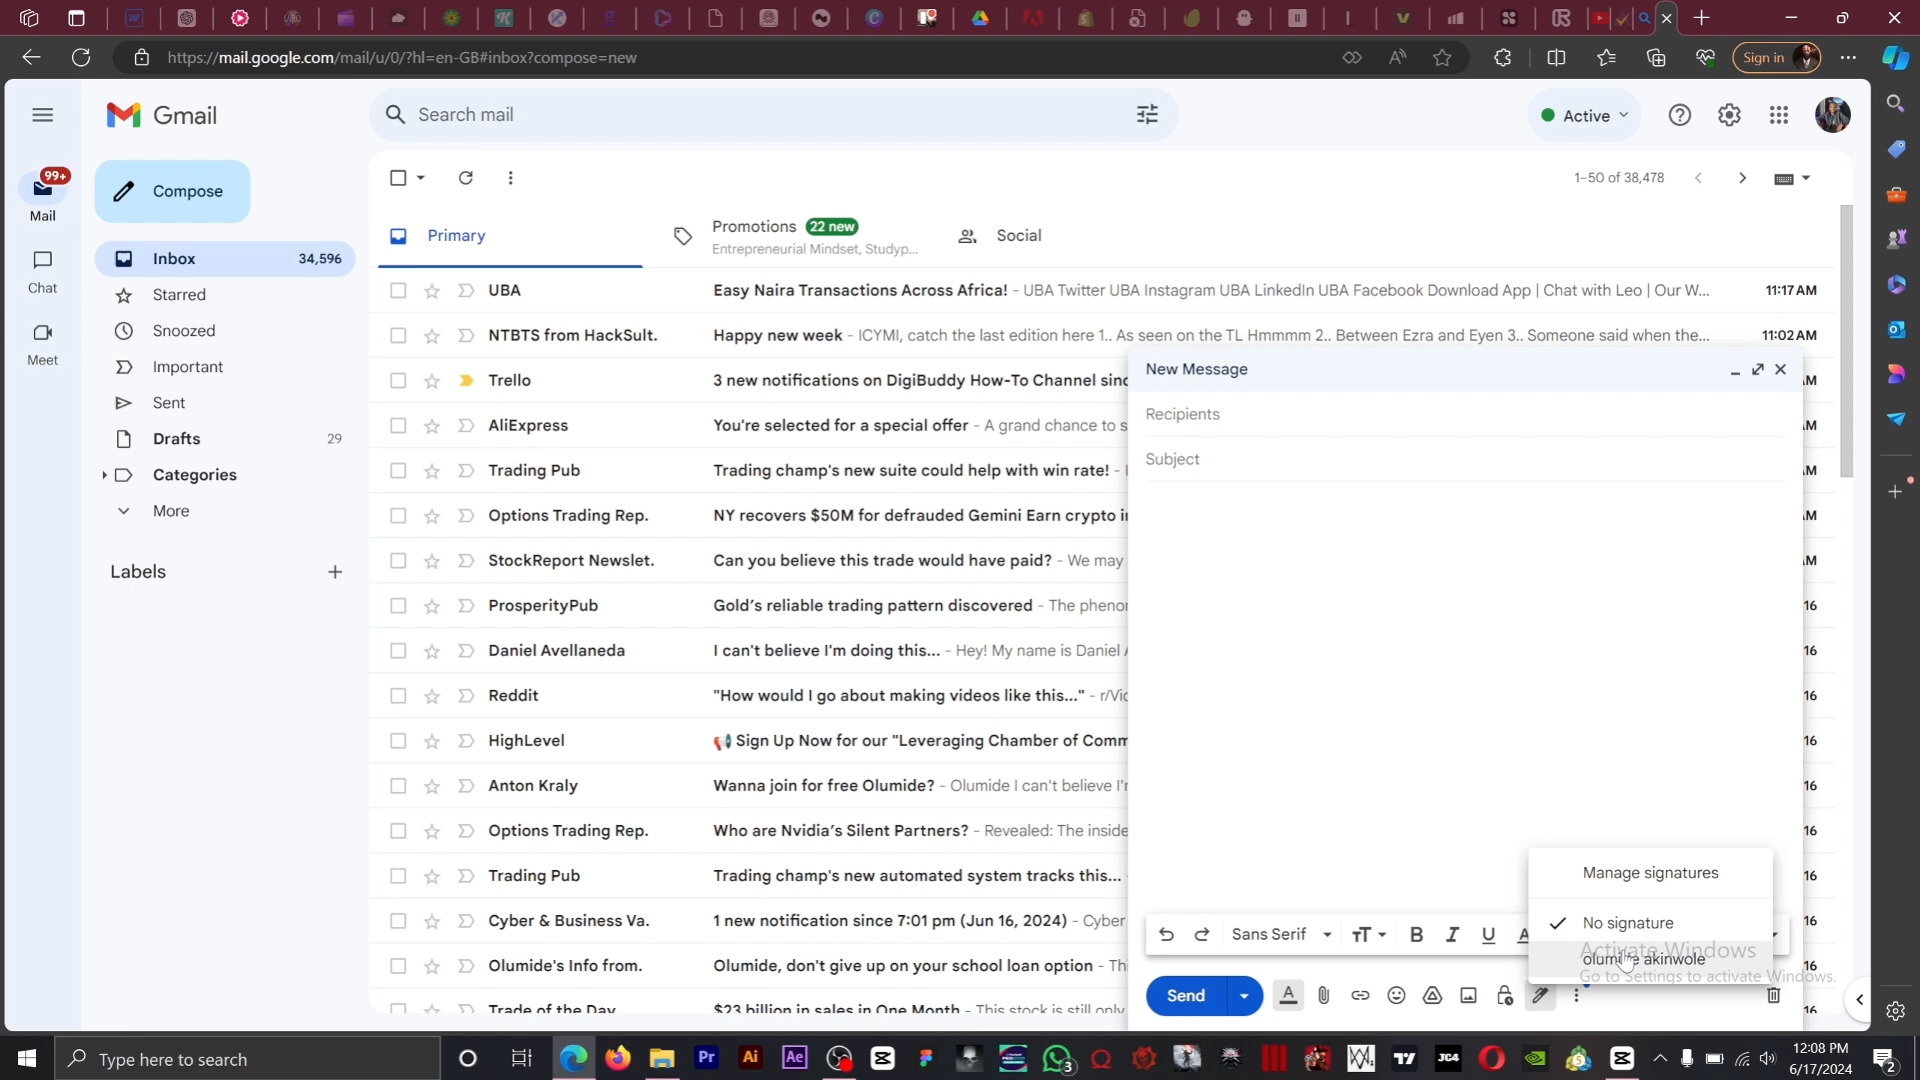 https://mail.google.com/mail/u/0/?hl=en-GB#inbox?compose=new
Sign in
Gmail
Search mail
Active
99+
Mail
Compose
1–50 of 38,478
Primary
Promotions 22 new
Entrepreneurial Mindset, Studyp...
Social
Inbox 34,596
Chat
Starred
Snoozed
Meet
Important
Sent
Drafts 29
Categories
More
Labels
UBA Easy Naira Transactions Across Africa! - UBA Twitter UBA Instagram UBA LinkedIn UBA Facebook Download App | Chat with Leo | Our W... 11:17 AM
NTBTS from HackSult. Happy new week - ICYMI, catch the last edition here 1.. As seen on the TL Hmmmm 2.. Between Ezra and Eyen 3.. Someone said when the... 11:02 AM
Trello 3 new notifications on DigiBuddy How-To Channel sinc
AliExpress You're selected for a special offer - A grand chance to s
Trading Pub Trading champ's new suite could help with win rate! -
Options Trading Rep. NY recovers $50M for defrauded Gemini Earn crypto i
StockReport Newslet. Can you believe this trade would have paid? - We may
ProsperityPub Gold's reliable trading pattern discovered - The phenor
Daniel Avellaneda I can't believe I'm doing this... - Hey! My name is Daniel
Reddit "How would I go about making videos like this..." - r/Vic
HighLevel Sign Up Now for our "Leveraging Chamber of Comm
Anton Kraly Wanna join for free Olumide? - Olumide I can't believe I'
Options Trading Rep. Who are Nvidia's Silent Partners? - Revealed: The inside
Trading Pub Trading champ's new automated system tracks this... -
Cyber & Business Va. 1 new notification since 7:01 pm (Jun 16, 2024) - Cyber
Olumide's Info from. Olumide, don't give up on your school loan option - Thi
Trade of the Day $23 billion in sales in One Month - This stock is still only
New Message
Recipients
Subject
Manage signatures
No signature
olumide akinwole
Activate Windows
Go to Settings to activate Windows.
Sans Serif
Send
Type here to search
12:08 PM
6/17/2024